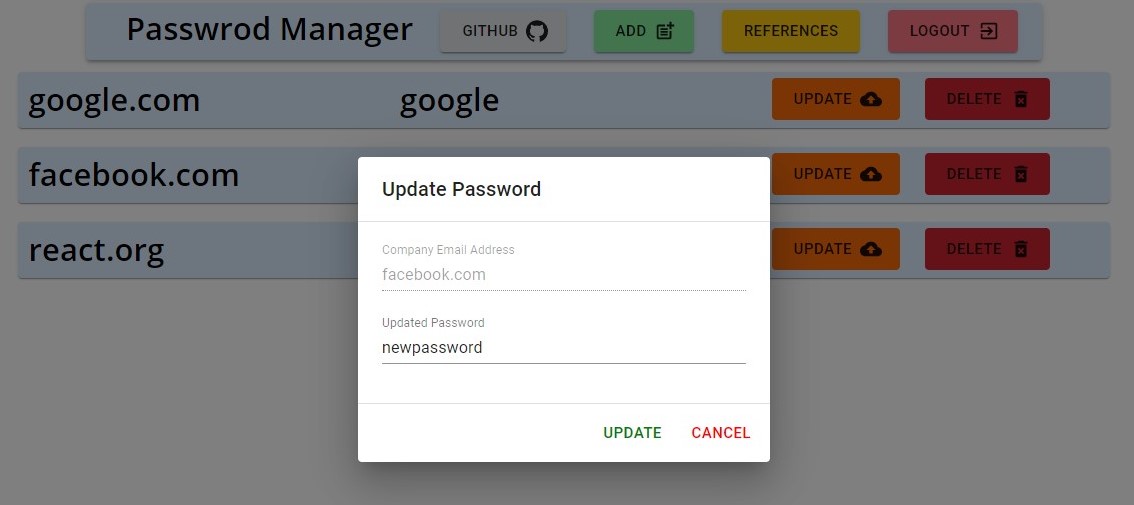 Passwrod Manager GITHUB ADD REFERENCES LOGOUT
google.com google UPDATE DELETE
facebook.com UPDATE DELETE
react.org UPDATE DELETE
Update Password
Company Email Address
facebook.com
Updated Password
newpassword
UPDATE CANCEL